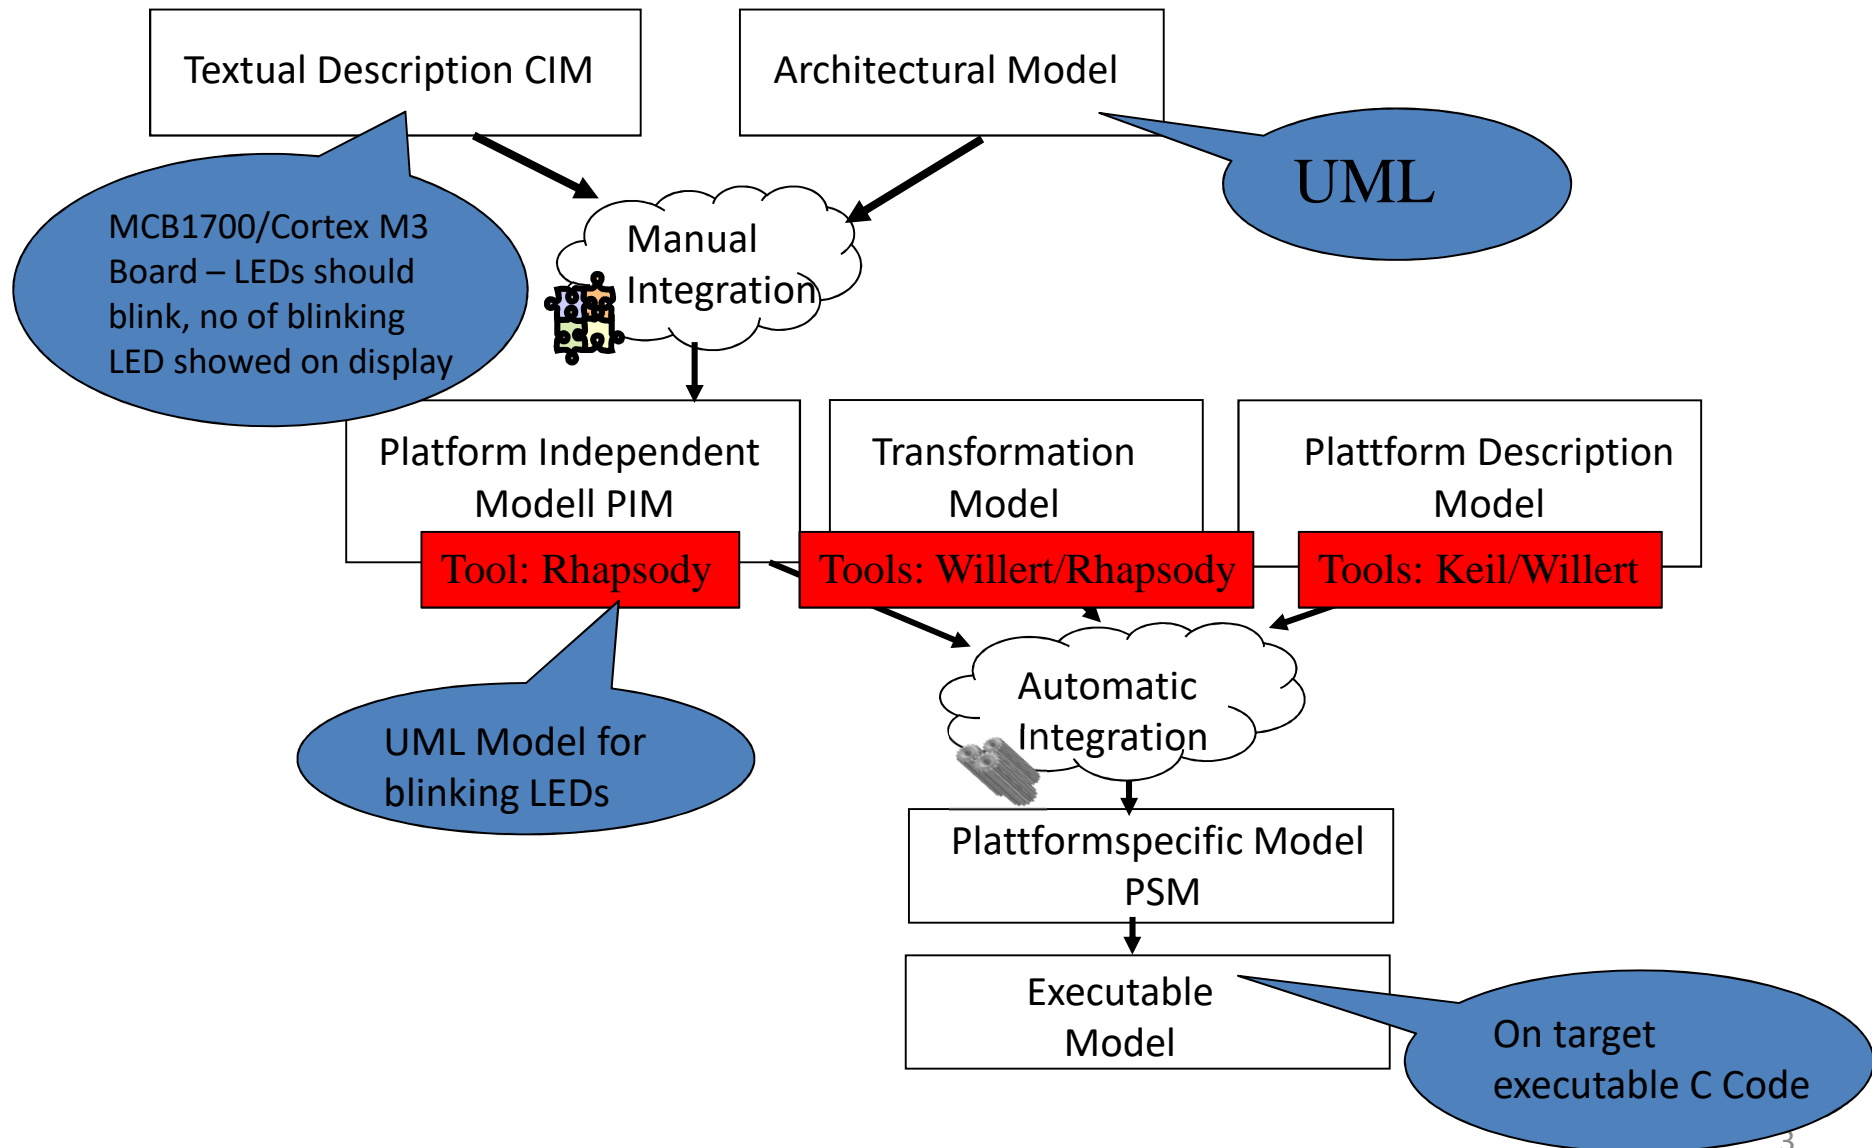 Textual Description CIM
Architectural Model
UML
MCB1700/Cortex M3
Board – LEDs should
blink, no of blinking
LED showed on display
Manual
Integration
Platform Independent
Modell PIM
Transformation
Model
Plattform Description
Model
Tool: Rhapsody
Tools: Willert/Rhapsody
Tools: Keil/Willert
UML Model for
blinking LEDs
Automatic
Integration
Plattformspecific Model
PSM
Executable
Model
On target
executable C Code
3